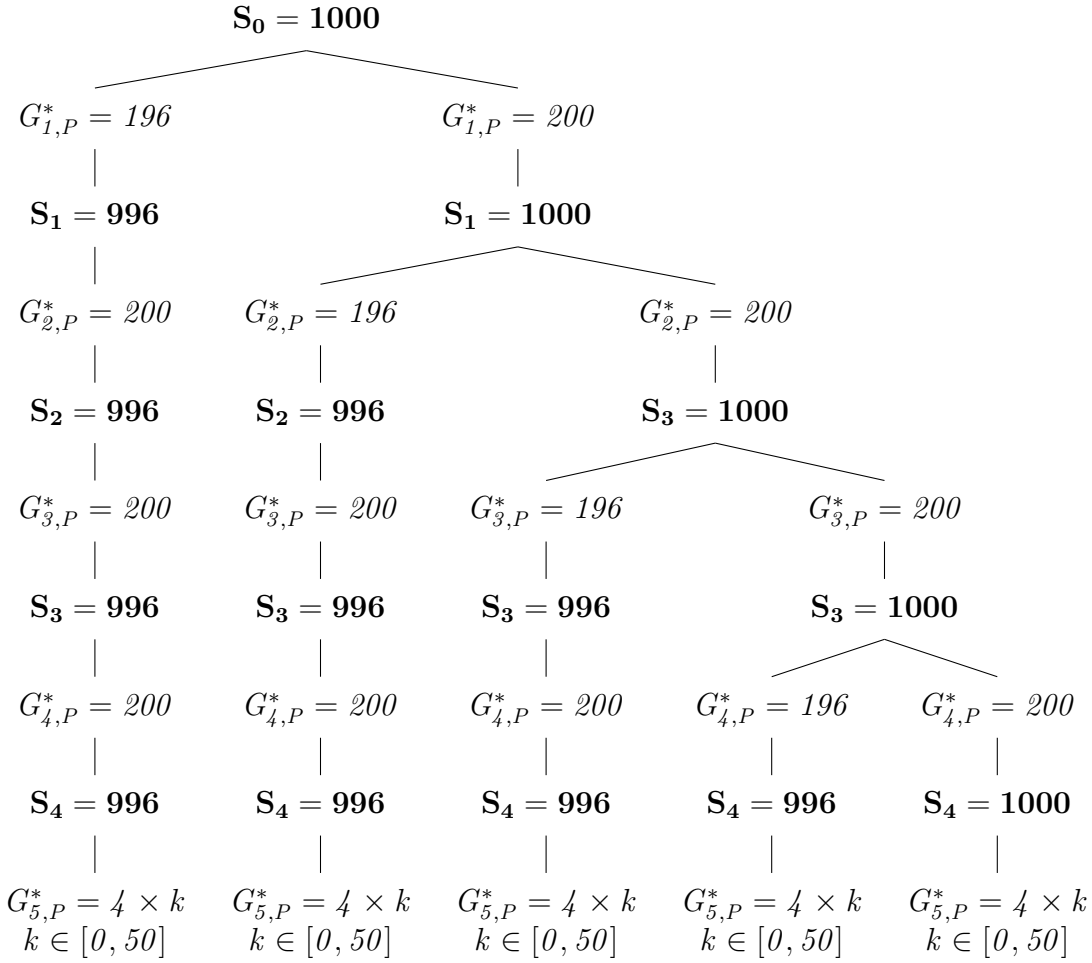 S₀ = 1000
G*₁,P = 196 G*₁,P = 200
S₁ = 996 S₁ = 1000
G*₂,P = 200 G*₂,P = 196 G*₂,P = 200
S₂ = 996 S₂ = 996 S₃ = 1000
G*₃,P = 200 G*₃,P = 200 G*₃,P = 196 G*₃,P = 200
S₃ = 996 S₃ = 996 S₃ = 996 S₃ = 1000
G*₄,P = 200 G*₄,P = 200 G*₄,P = 200 G*₄,P = 196 G*₄,P = 200
S₄ = 996 S₄ = 996 S₄ = 996 S₄ = 996 S₄ = 1000
G*₅,P = 4 × k G*₅,P = 4 × k G*₅,P = 4 × k G*₅,P = 4 × k G*₅,P = 4 × k
k ∈ [0, 50] k ∈ [0, 50] k ∈ [0, 50] k ∈ [0, 50] k ∈ [0, 50]